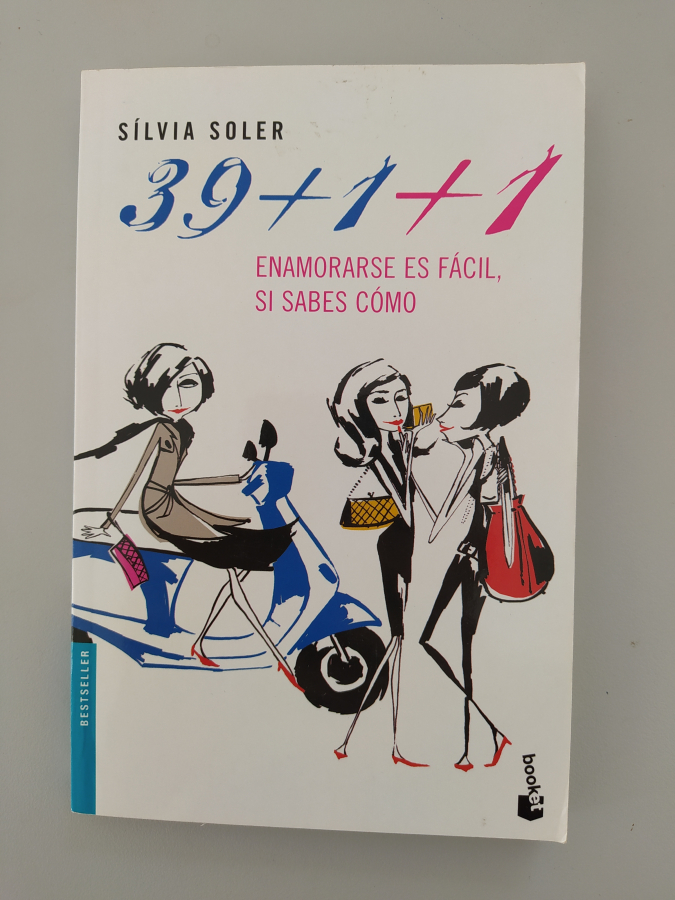 SÍLVIA SOLER
39+1+1
ENAMORARSE ES FÁCIL,
SI SABES CÓMO
BESTSELLER
booket